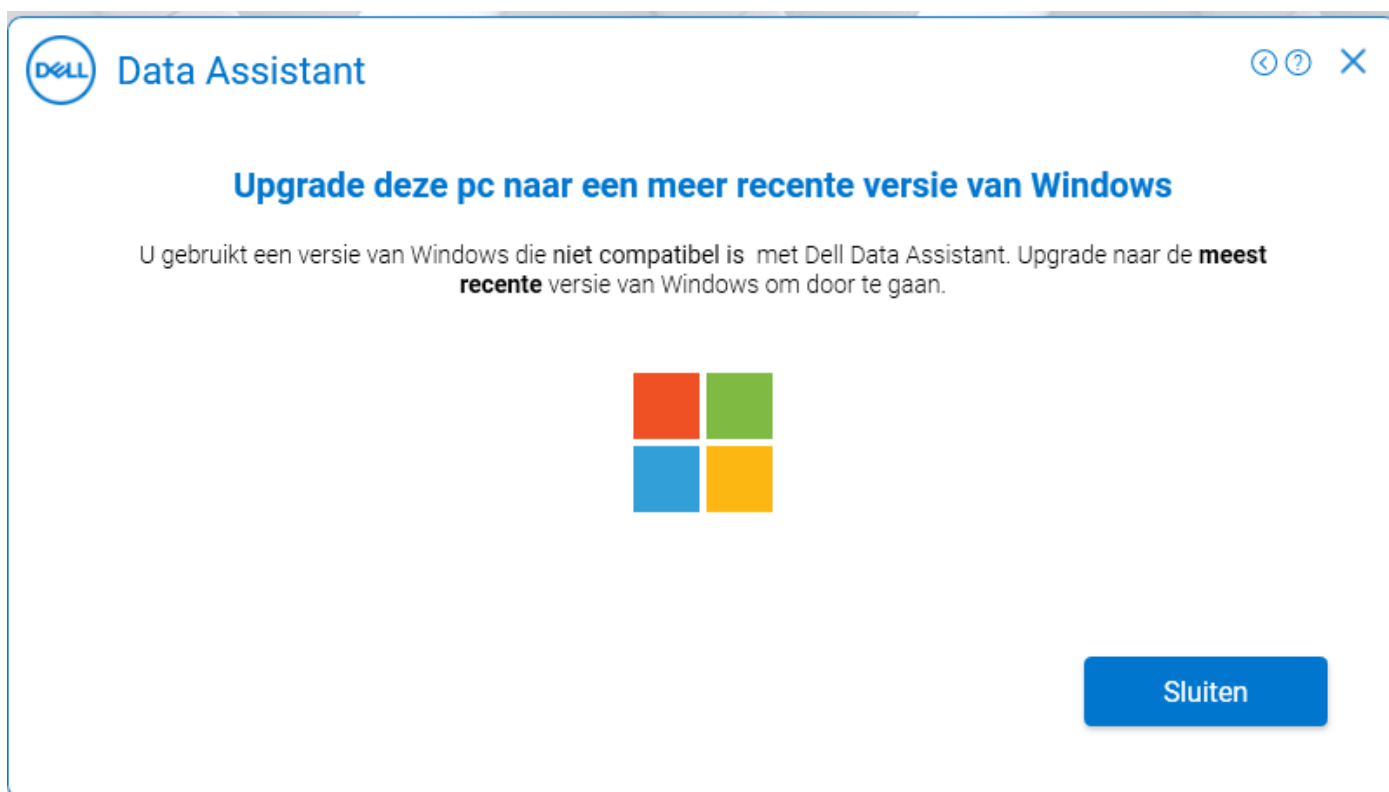 DELL Data Assistant
Upgrade deze pc naar een meer recente versie van Windows
U gebruikt een versie van Windows die niet compatibel is  met Dell Data Assistant. Upgrade naar de meest
recente versie van Windows om door te gaan.
Sluiten